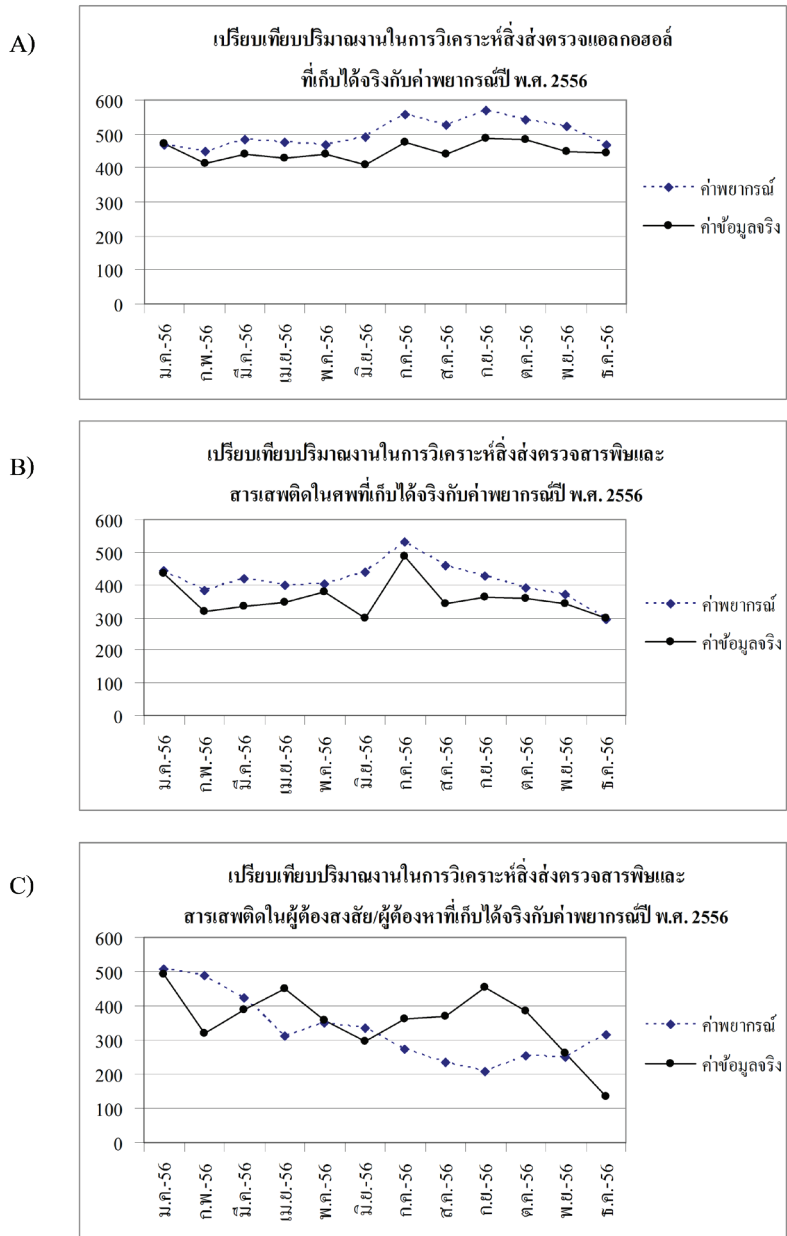 A)
เปรียบเทียบปริมาณงานในการวิเคราะห์สิ่งส่งตรวจแอลกอฮอล์
ที่เก็บได้จริงกับค่าพยากรณ์ปี พ.ศ. 2556
600
500
400
300
200
100
0
ม.ค.-56
ก.พ.-56
มี.ค.-56
เม.ย.-56
พ.ค.-56
มิ.ย.-56
ก.ค.-56
ส.ค.-56
ก.ย.-56
ต.ค.-56
พ.ย.-56
ธ.ค.-56
ค่าพยากรณ์
ค่าข้อมูลจริง
B)
เปรียบเทียบปริมาณงานในการวิเคราะห์สิ่งส่งตรวจสารพิษและ
สารเสพติดในศพที่เก็บได้จริงกับค่าพยากรณ์ปี พ.ศ. 2556
600
500
400
300
200
100
0
ม.ค.-56
ก.พ.-56
มี.ค.-56
เม.ย.-56
พ.ค.-56
มิ.ย.-56
ก.ค.-56
ส.ค.-56
ก.ย.-56
ต.ค.-56
พ.ย.-56
ธ.ค.-56
ค่าพยากรณ์
ค่าข้อมูลจริง
C)
เปรียบเทียบปริมาณงานในการวิเคราะห์สิ่งส่งตรวจสารพิษและ
สารเสพติดในผู้ต้องสงสัย/ผู้ต้องหาที่เก็บได้จริงกับค่าพยากรณ์ปี พ.ศ. 2556
600
500
400
300
200
100
0
ม.ค.-56
ก.พ.-56
มี.ค.-56
เม.ย.-56
พ.ค.-56
มิ.ย.-56
ก.ค.-56
ส.ค.-56
ก.ย.-56
ต.ค.-56
พ.ย.-56
ธ.ค.-56
ค่าพยากรณ์
ค่าข้อมูลจริง